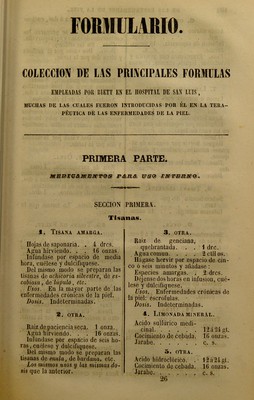 FORMULARIO.
COLECCION DE LAS PRINCIPALES FORMULAS
EMPLEADAS POR BIETT EN EL HOSPITAL DE SAN LUIS,
MUCHAS DE LAS CUALES FUERON INTRODUCIDAS POR ÉL EN LA TERA-
PÉUTICA DE LAS ENFERMEDADES DE LA PIEL.
PRIMERA PARTE.
MEDICAMENTOS PARA USO INTERNO.
SECCION PRIMERA.
Tisanas.
1. TISANA AMARGA.
Hojas de saponaria. . 4 drcs.
Agua hirviendo. . . 16 onzas.
Infúndase por espacio de media
hora, cuélese y dulcifíquese.
Del mismo modo se preparan las
tisanas de achicoria silvestre, de es-
cabiosa, de lúpulo, etc.
Usos. En la mayor parte de las
enfermedades crónicas de la piel.
Dosis. Indeterminadas.
2. OTRA.
Raiz de paciencia seca. 1 onza.
Agua hirviendo. . . 16 onzas.
Infúndase por espacio de seis ho-
ras, cuélese y dulcifíquese.
Del mismo modo se preparan las
tisanas de énula, de bardana, etc.
Los mismos usos y las mismas do-
sis que la anterior.
3. OTRA.
Raiz de genciana,
quebrantada. . . . 1 drc.
Agua comun. . . . 2 cill os.
Hágase hervir por espacio de cin-
co á seis minutos y añádase:
Especies amargas. . 2 drcs.
Déjense dos horas en infusion, cué-
lese y dulcifíquese.
Usos. Enfermedades crónicas de
la piel: escrófulas.
Dosis. Indeterminadas.
4. LIMONADA MINERAL.
Acido sulfúrico medi-
cinal. . . . . 12 á 24 gt.
Cocimiento de cebada. 16 onzas.
Jarabe. . . . . c. s.
5. OTRA.
Acido hidroclórico. . 12 á 24 gt.
Cocimiento de cebada. 16 onzas.
Jarabe. . . . . c. s.
26